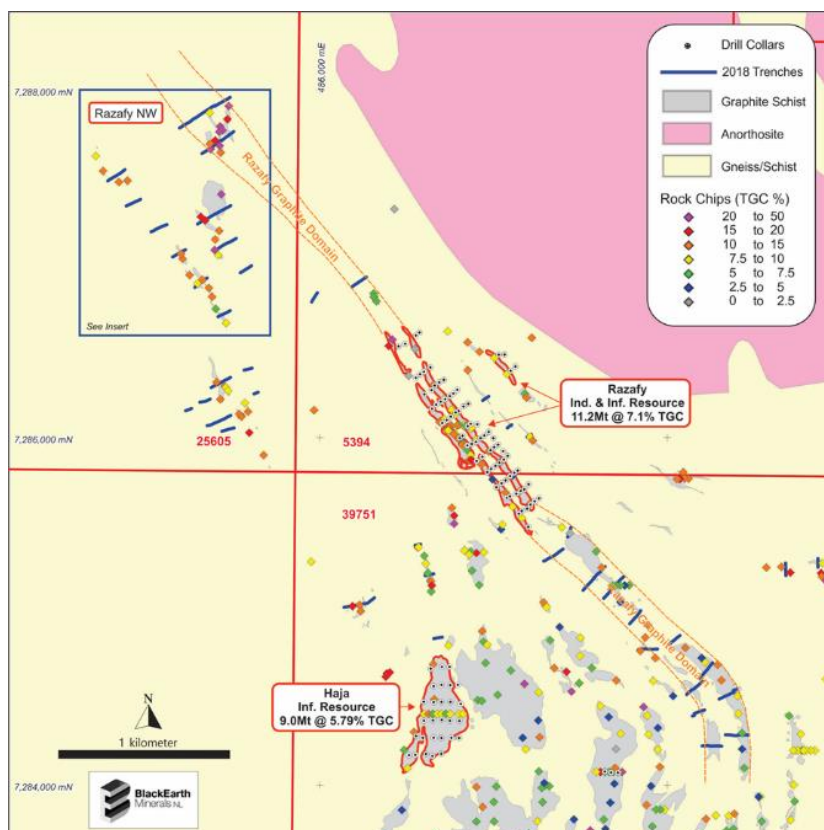 7,288,000 mN
486,000 mE
Razafy NW
Razafy Graphite Domain
See Insert
Drill Collars
2018 Trenches
Graphite Schist
Anorthosite
Gneiss/Schist
Rock Chips (TGC %)
20 to 50
15 to 20
10 to 15
7.5 to 10
5 to 7.5
2.5 to 5
0 to 2.5
Razafy
Ind. & Inf. Resource
11.2Mt @ 7.1% TGC
7,286,000 mN
25605
5394
39751
Razafy Graphite Domain
Haja
Inf. Resource
9.0Mt @ 5.79% TGC
N
1 kilometer
7,284,000 mN
BlackEarth
Minerals NL